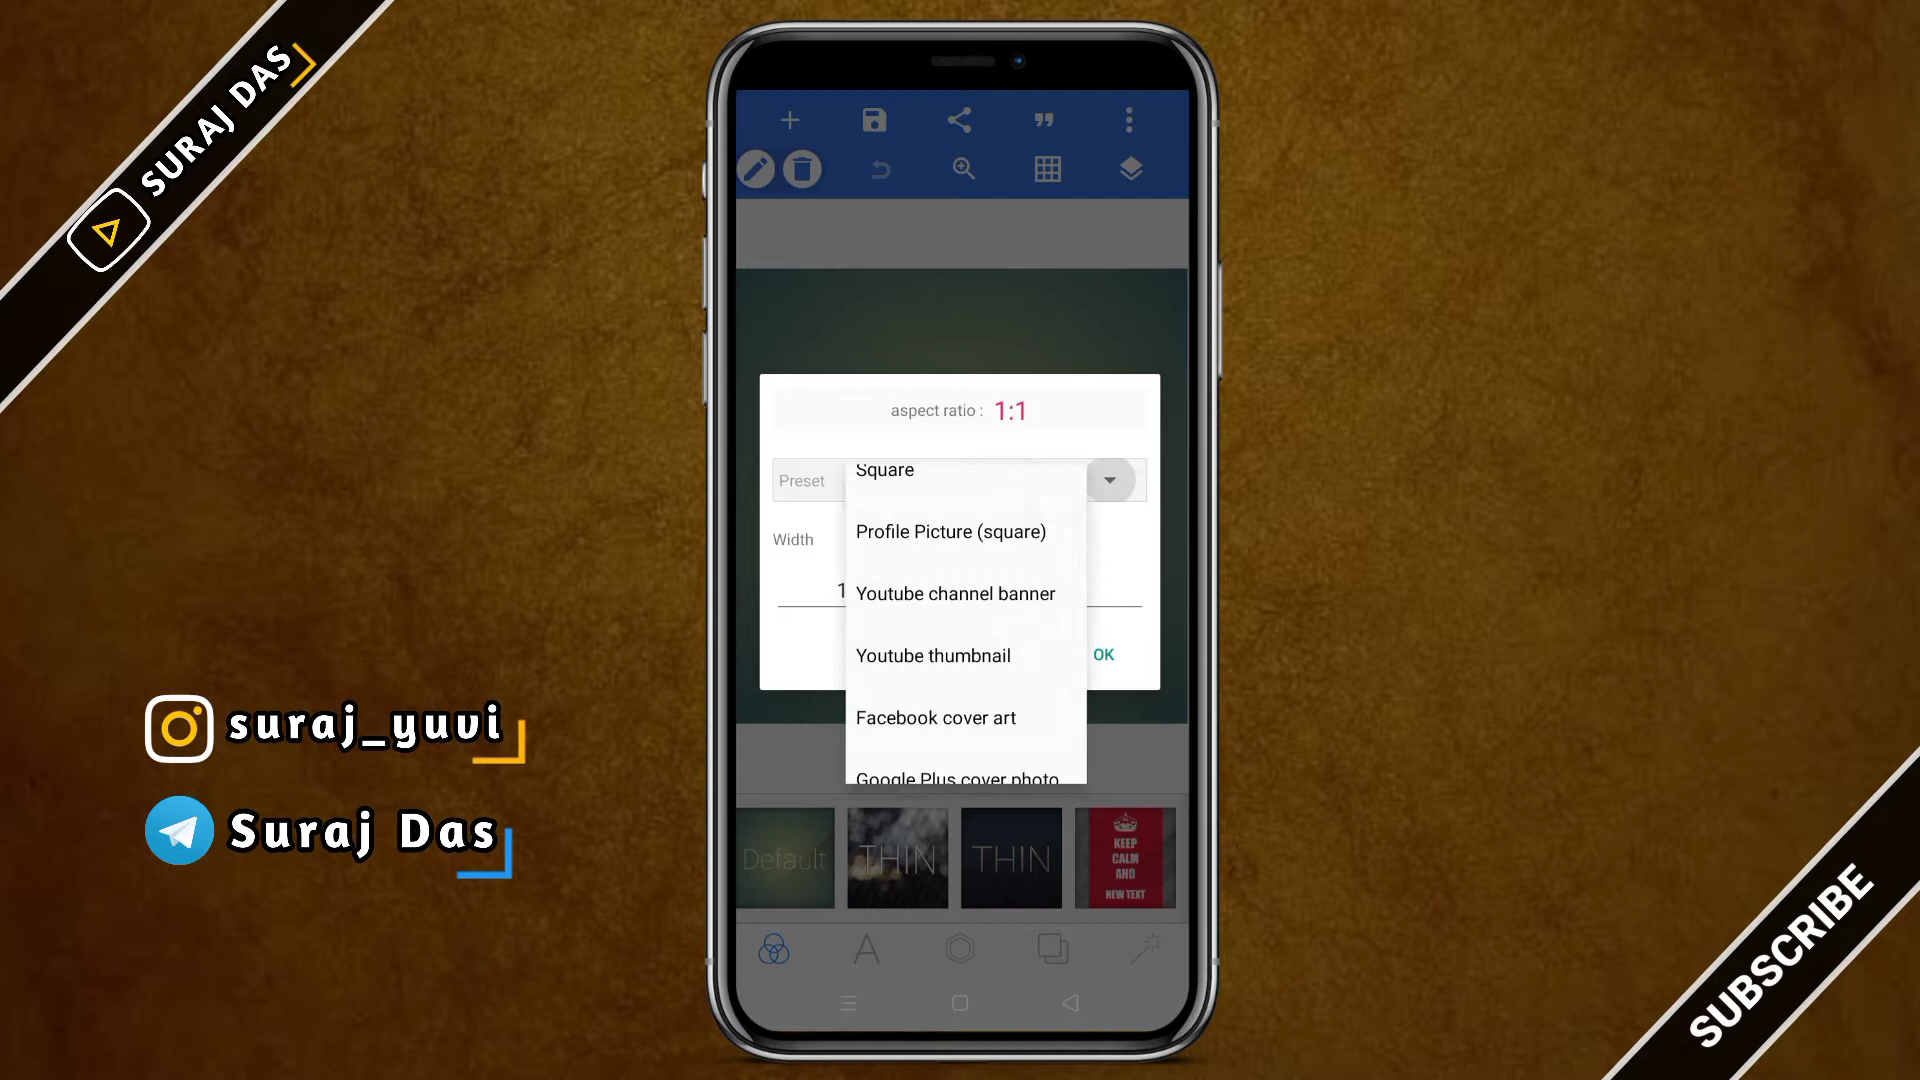 SURAJ DAS
aspect ratio : 1:1
Preset
Square
Profile Picture (square)
Width
Youtube channel banner
1
Youtube thumbnail
OK
Facebook cover art
Google Plus cover photo
suraj_yuvi
Suraj Das
Default
THIN
THIN
KEEP
CALM
AND
NEW TEXT
A
SUBSCRIBE